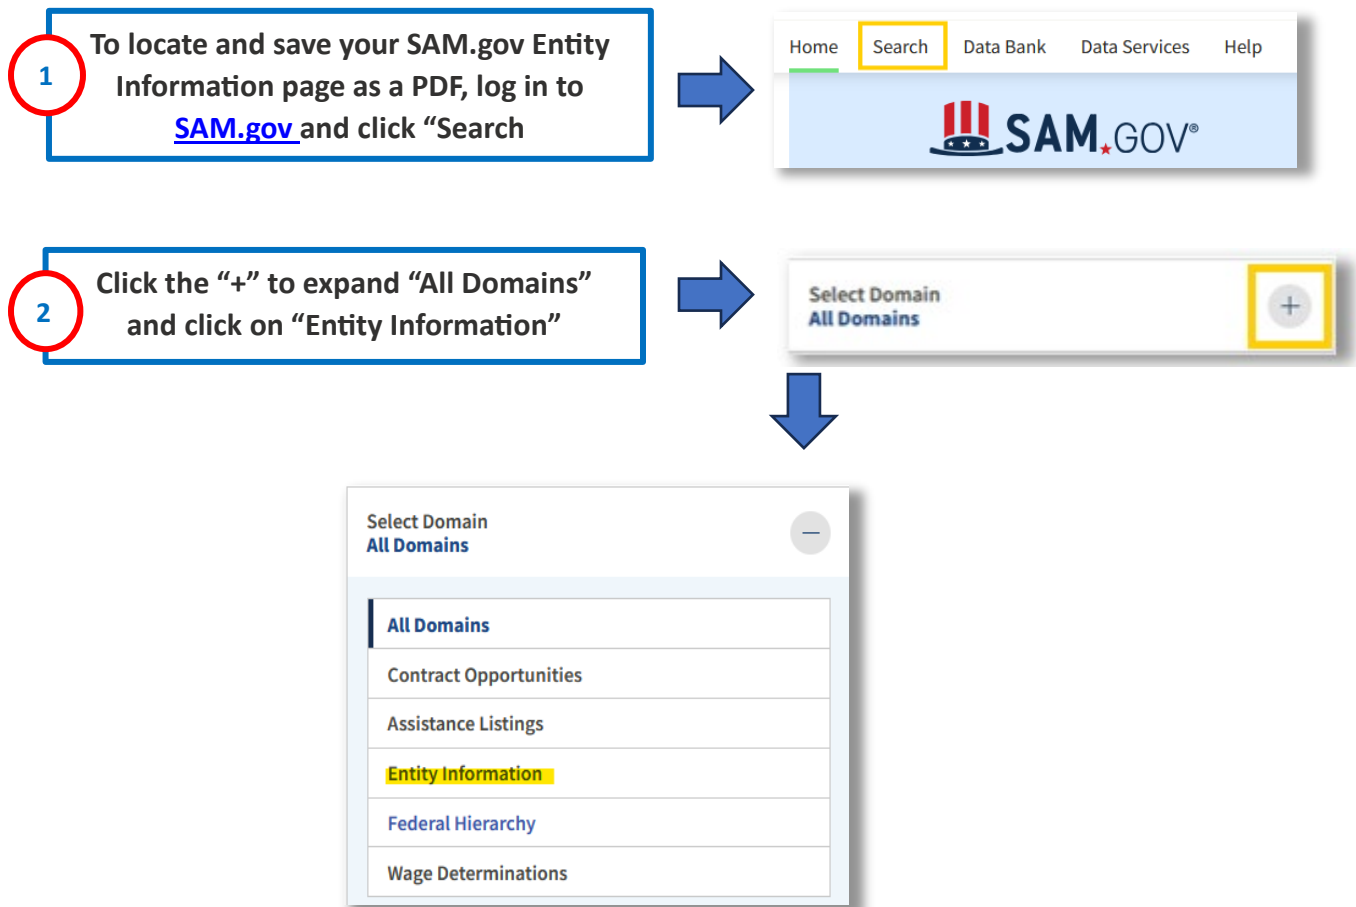 1
To locate and save your SAM.gov Entity
Information page as a PDF, log in to
SAM.gov and click “Search
Home Search Data Bank Data Services Help
SAM.GOV®
2
Click the “+” to expand “All Domains”
and click on “Entity Information”
Select Domain
All Domains
+
Select Domain
All Domains
All Domains
Contract Opportunities
Assistance Listings
Entity Information
Federal Hierarchy
Wage Determinations